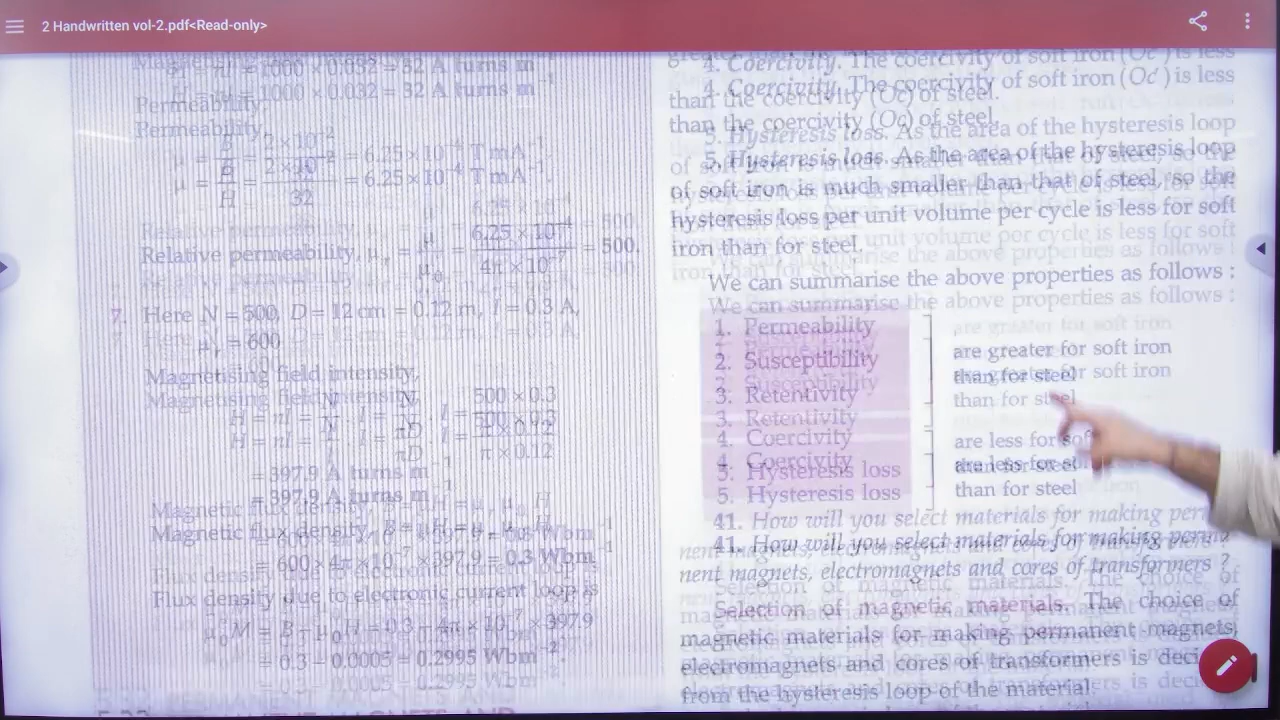 2 Handwritten vol-2.pdf<Read-only>
H = nI = 1000 × 0.032 = 32 A turns m⁻¹
Permeability,
μ = B/H = 2 × 10⁻²/32 = 6.25 × 10⁻⁴ T mA⁻¹
Relative permeability, μr = μ/μ0 = 6.25 × 10⁻⁴/4π × 10⁻⁷ = 500.
7. Here N = 500, D = 12 cm = 0.12 m, I = 0.3 A,
μr = 600
Magnetising field intensity,
H = nI = N/l . I = N/πD . I = 500 × 0.3/π × 0.12
= 397.9 A turns m⁻¹
Magnetic flux density, B = μH = μr μ0 H
= 600 × 4π × 10⁻⁷ × 397.9 = 0.3 Wbm⁻¹
Flux density due to electronic current loop is
μ0M = B − μ0H = 0.3 − 4π × 10⁻⁷ × 397.9
= 0.3 − 0.0005 = 0.2995 Wbm⁻²
4. Coercivity. The coercivity of soft iron (Oc′) is less
than the coercivity (Oc) of steel.
5. Hysteresis loss. As the area of the hysteresis loop
of soft iron is much smaller than that of steel, so the
hysteresis loss per unit volume per cycle is less for soft
iron than for steel.
We can summarise the above properties as follows :
1. Permeability
2. Susceptibility
3. Retentivity
are greater for soft iron
than for steel
4. Coercivity
5. Hysteresis loss
are less for soft
than for steel
41. How will you select materials for making perma-
nent magnets, electromagnets and cores of transformers ?
Selection of magnetic materials. The choice of
magnetic materials for making permanent magnets,
electromagnets and cores of transformers is deci
from the hysteresis loop of the material.